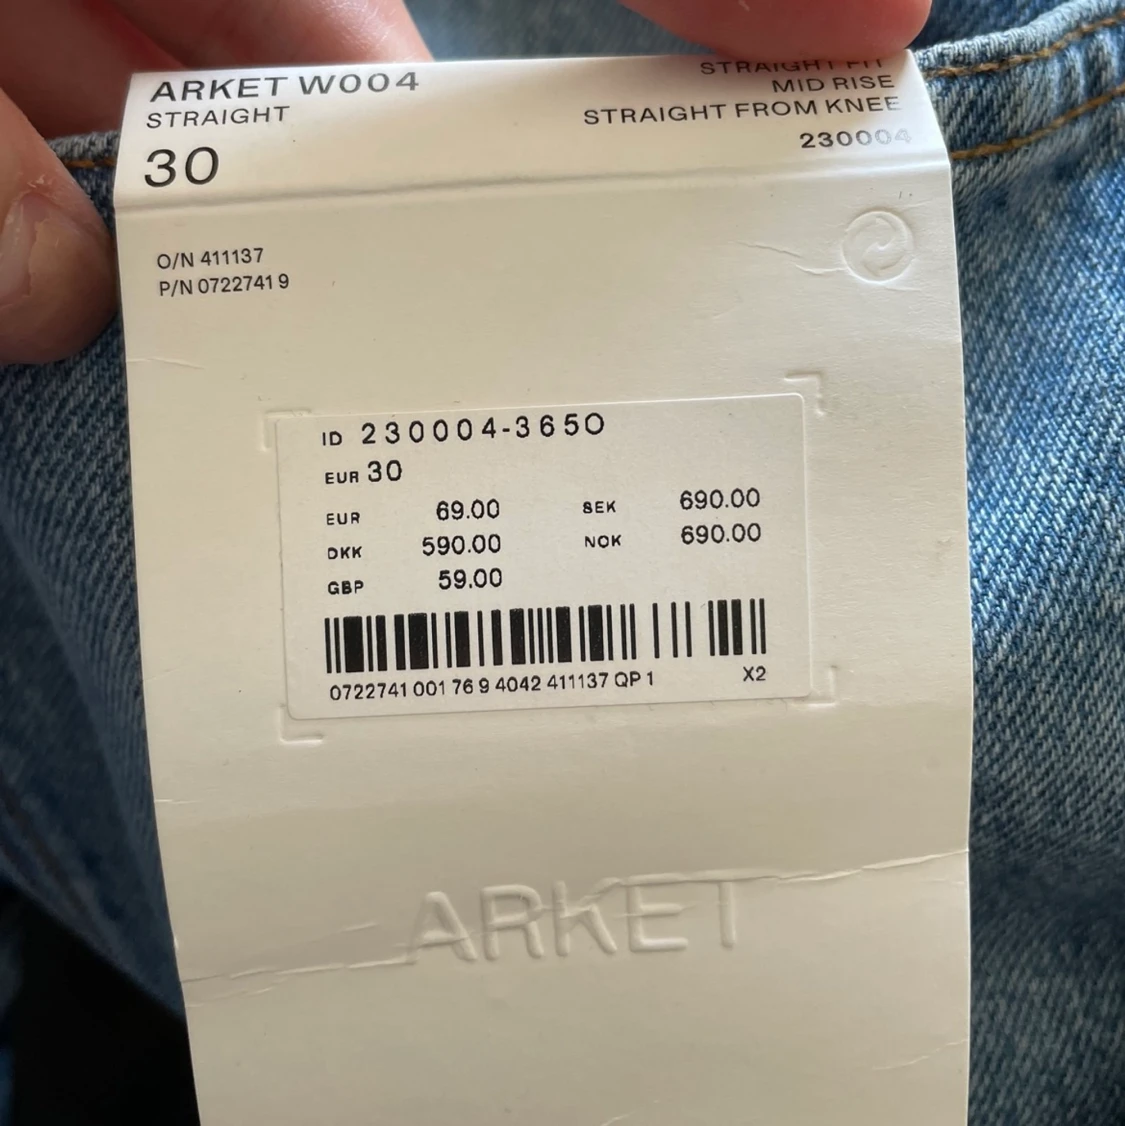 ARKET W004
STRAIGHT
30
STRAIGHT FIT
MID RISE
STRAIGHT FROM KNEE
230004
O/N 411137
P/N 0722741 9
ID 230004-3650
EUR 30
EUR 69.00 SEK 690.00
DKK 590.00 NOK 690.00
GBP 59.00
0722741 001 76 9 4042 411137 QP 1 X2
ARKET